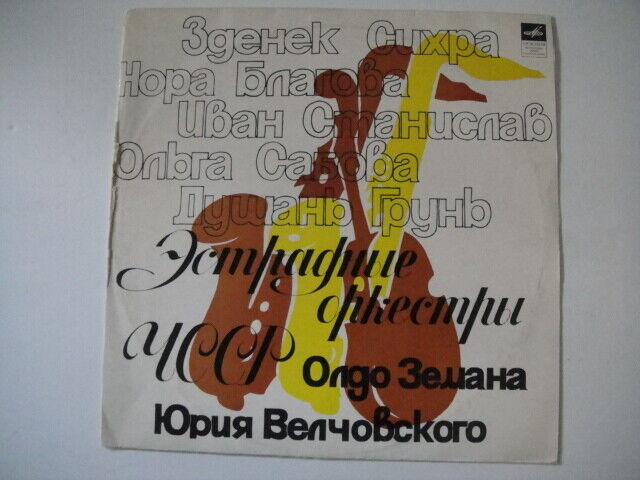 Зденек Сихра
Нора Благова
Иван Станислав
Ольга Сабова
Душань Грунь
Эстрадные
оркестры
ЧССР
Олдо Земана
Юрия Велчовского